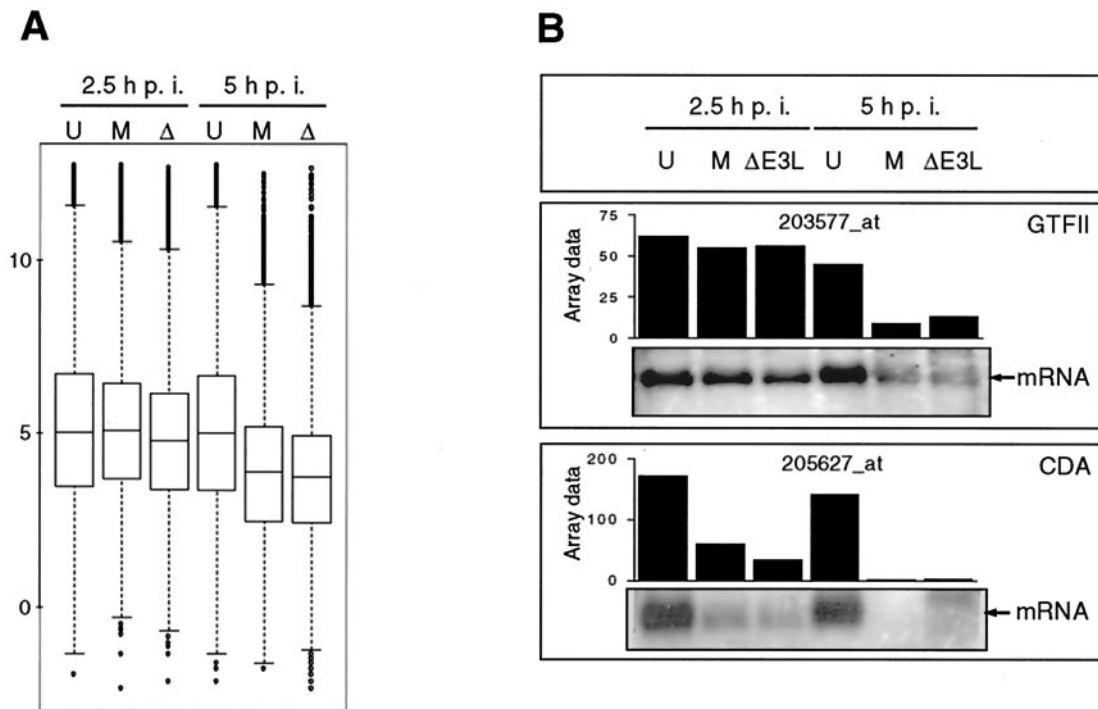 A
2.5 h p. i. 5 h p. i.
U M Δ U M Δ
10
5
0
B
2.5 h p. i. 5 h p. i.
U M ΔE3L U M ΔE3L
203577_at GTFII
Array data
75
50
25
0
mRNA
205627_at CDA
Array data
200
100
0
mRNA